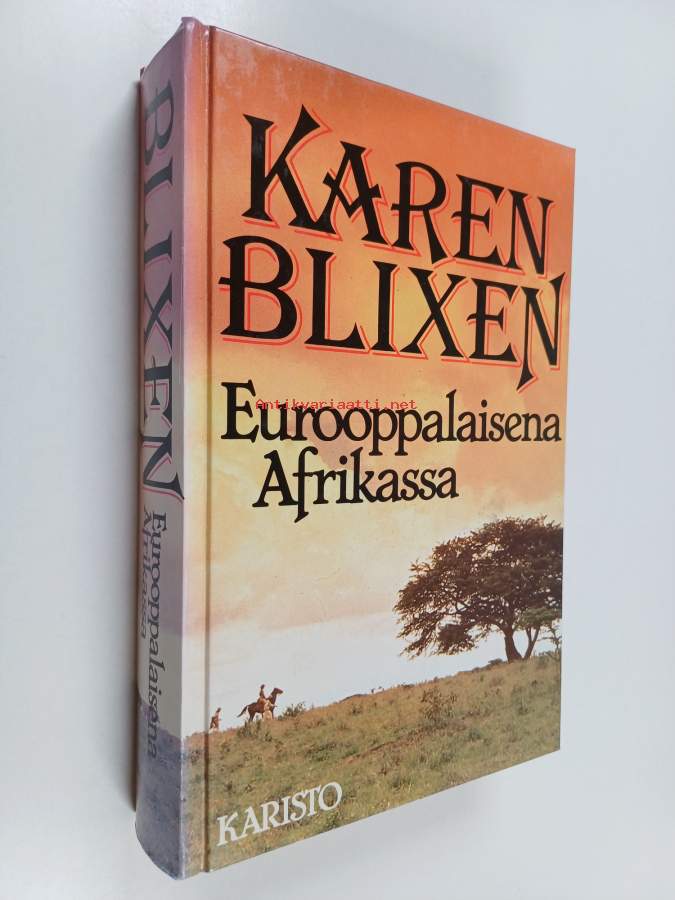 KAREN
BLIXEN
Eurooppalaisena
Afrikassa
KARISTO
BLIXEN
Eurooppalaisena
Afrikassa
Antikvariaatti.net